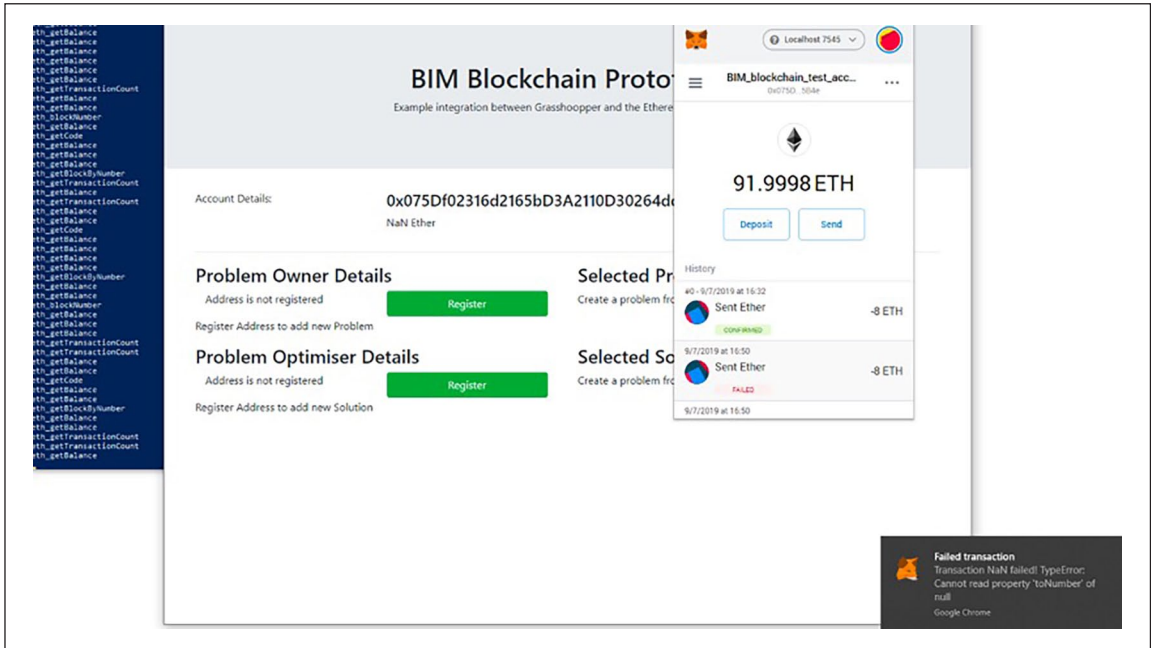 eth_getBalance
eth_getBalance
eth_getBalance
eth_getBalance
eth_getBalance
eth_getTransactionCount
eth_getBalance
eth_getBalance
eth_blockNumber
eth_getBalance
eth_getCode
eth_getBalance
eth_getBalance
eth_getBalance
eth_getBlockByNumber
eth_getTransactionCount
eth_getBalance
eth_getTransactionCount
eth_getBalance
eth_getBalance
eth_getCode
eth_getBalance
eth_getBalance
eth_getBalance
eth_getBalance
eth_getBlockByNumber
eth_getBalance
eth_getBalance
eth_blockNumber
eth_getBalance
eth_getBalance
eth_getBalance
eth_getTransactionCount
eth_getTransactionCount
eth_getBalance
eth_getBalance
eth_getCode
eth_getBalance
eth_getBalance
eth_getBlockByNumber
eth_getBalance
eth_getBalance
eth_getTransactionCount
eth_getTransactionCount
eth_getBalance
BIM Blockchain Proto
Example integration between Grasshoopper and the Ethere
Account Details:
0x075Df02316d2165bD3A2110D30264d
NaN Ether
Problem Owner Details
Address is not registered
Register
Register Address to add new Problem
Problem Optimiser Details
Address is not registered
Register
Register Address to add new Solution
Selected Pr
Create a problem fro
Selected So
Create a problem fro
Localhost 7545
BIM_blockchain_test_acc...
91.9998 ETH
Deposit
Send
History
#0 - 9/7/2019 at 16:32
Sent Ether
-8 ETH
CONFIRMED
9/7/2019 at 16:50
Sent Ether
-8 ETH
FAILED
9/7/2019 at 16:50
Failed transaction
Transaction NaN failed! TypeError:
Cannot read property 'toNumber' of
null
Google Chrome